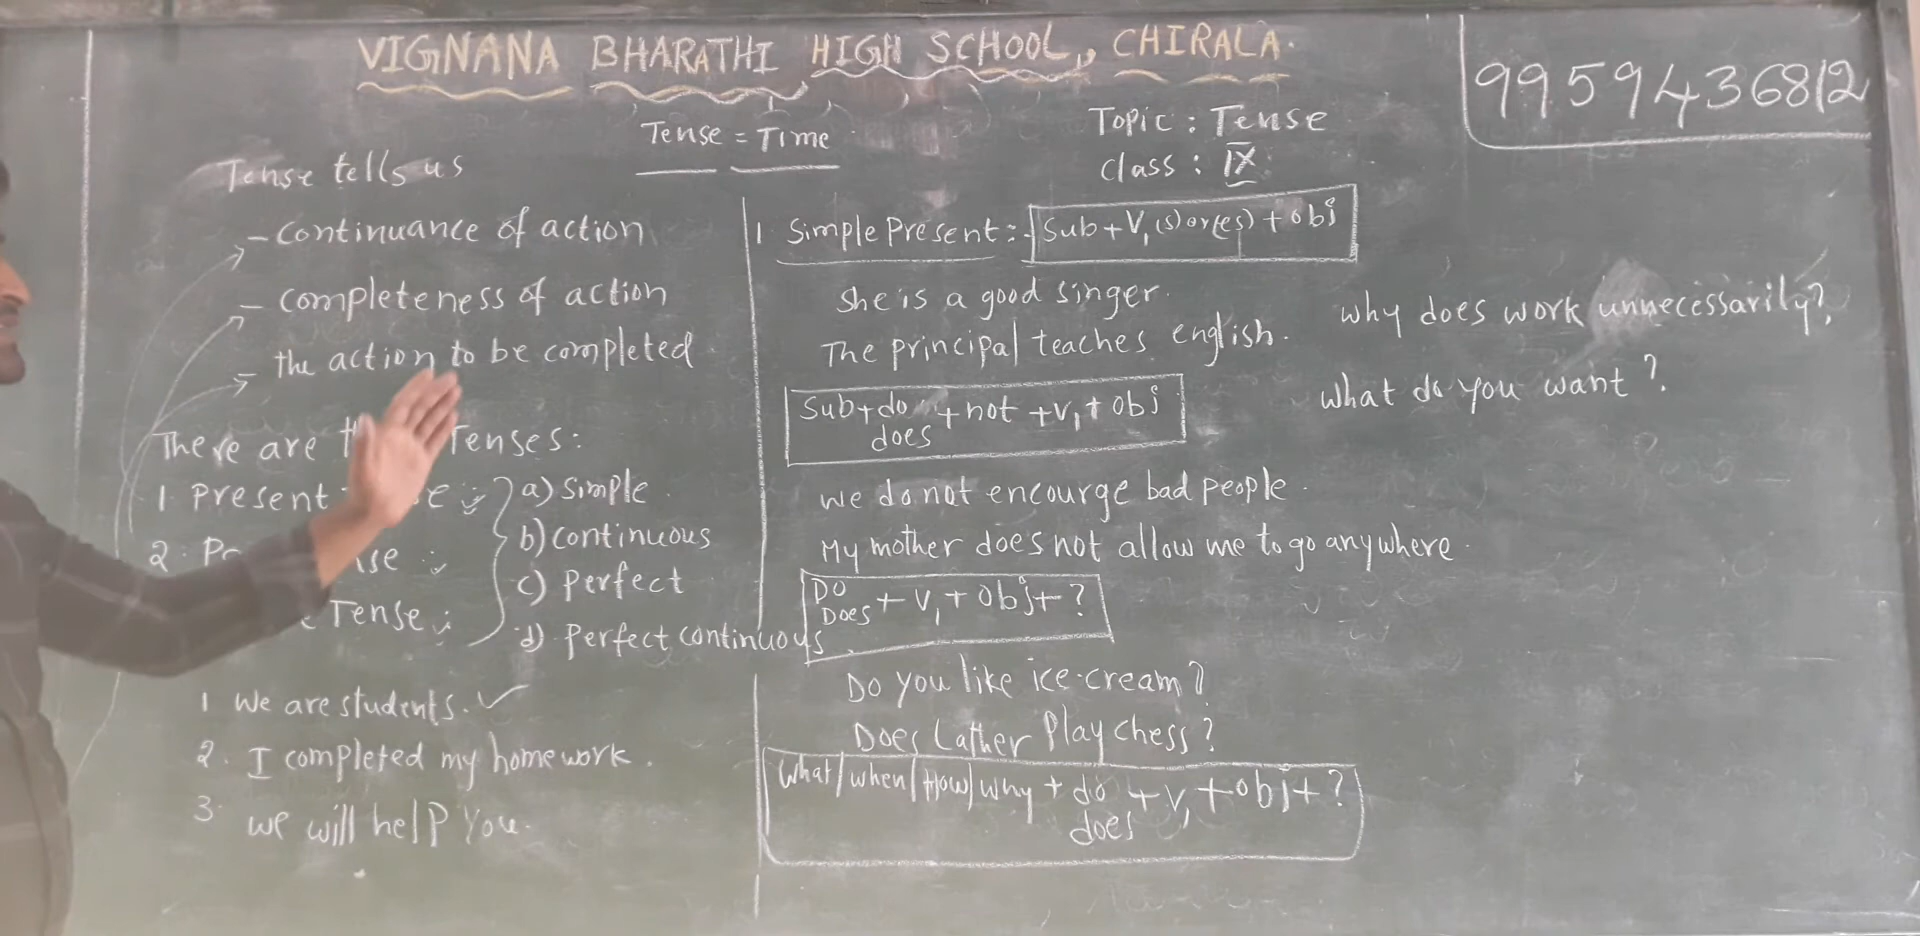 VIGNANA BHARATHI HIGH SCHOOL, CHIRALA.
9959436812
Tense = Time
Topic : Tense
Class : IX
Tense tells us
- Continuance of action
- Completeness of action
- the action to be completed
There are Tenses:
1 Present
2.
Tense
a) Simple
b) continuous
c) Perfect
d) Perfect continuous
1 We are students.
2. I completed my homework.
3. We will help you.
1 Simple Present :- Sub + V1 (s) or (es) + obj
She is a good singer.
The principal teaches english.
Sub + do + not + V1 + obj
does
We do not encourge bad people.
My mother does not allow me to go anywhere.
Do
Does + V1 + Obj + ?
Do you like ice-cream?
Does Play chess?
What/when/How/why + do + V1 + obj + ?
does
Why does work unnecessarily?
What do you want?